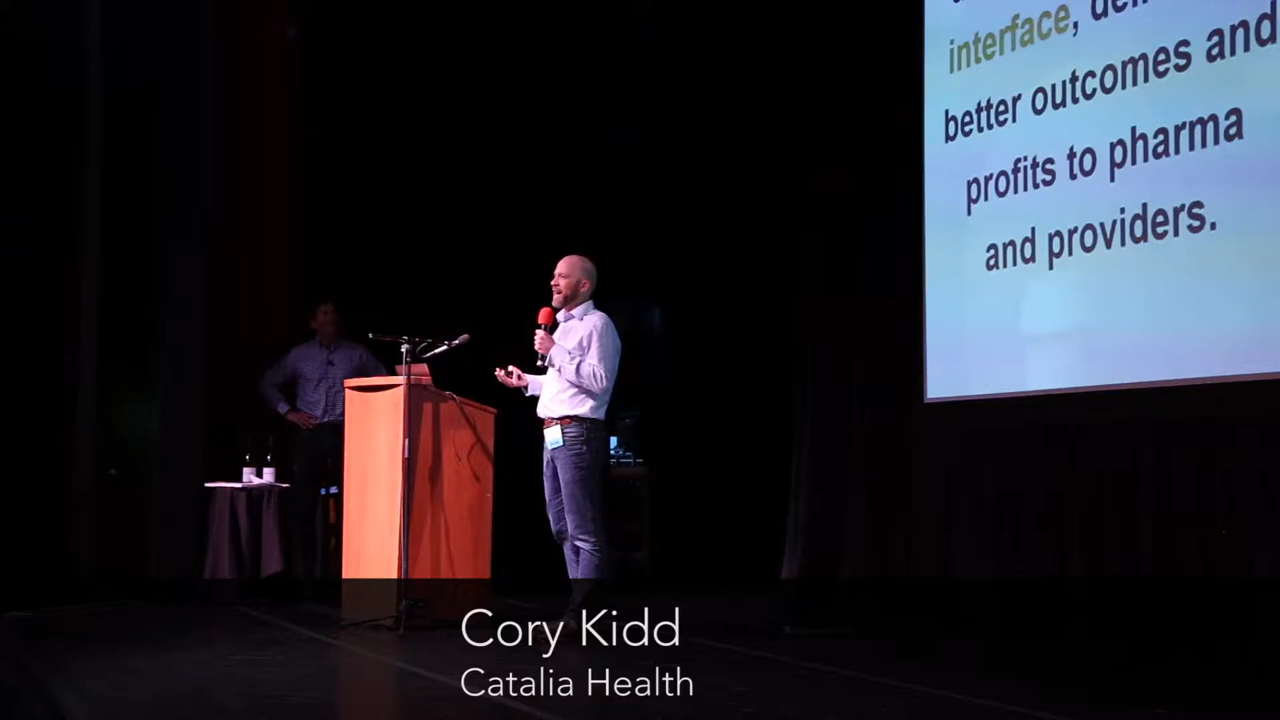 interface,
better outcomes and
profits to pharma
and providers.
Cory Kidd
Catalia Health